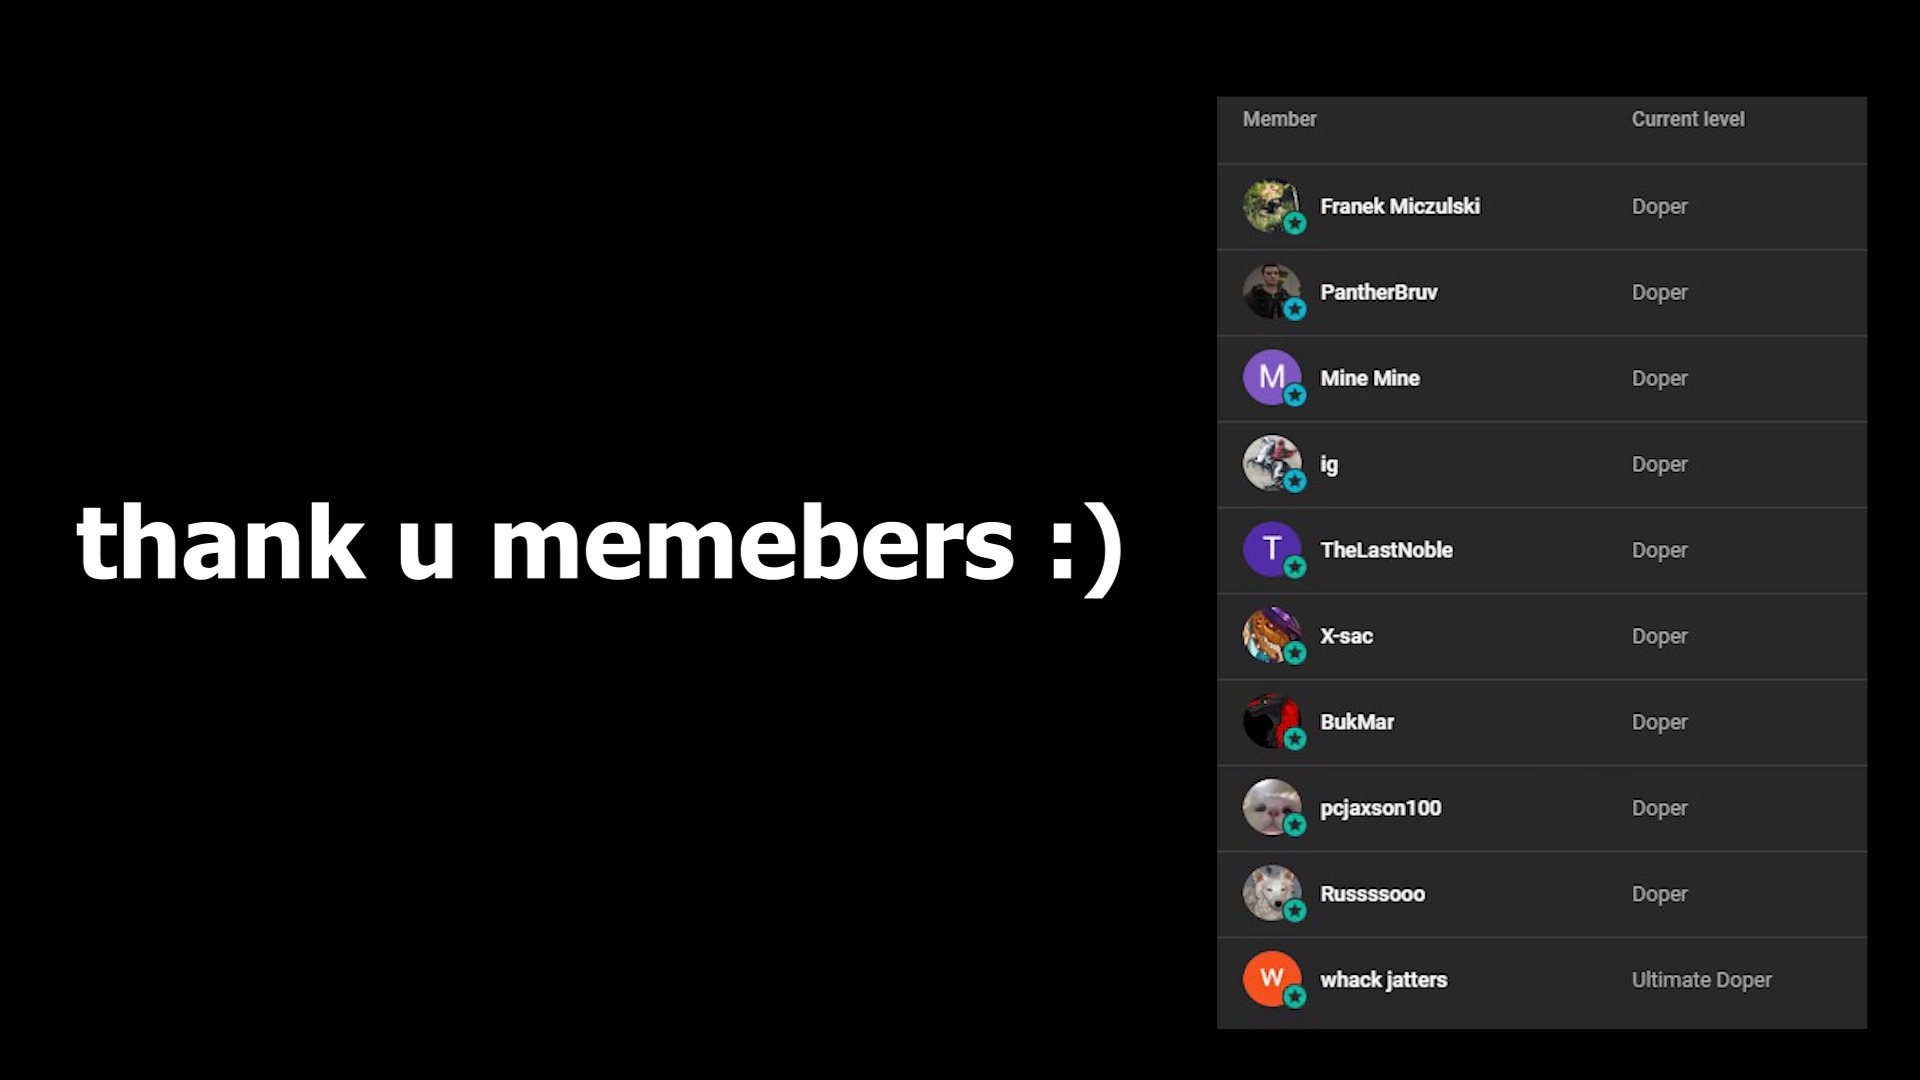 thank u memebers :)
Member Current level
Franek Miczulski Doper
PantherBruv Doper
M Mine Mine Doper
ig Doper
T TheLastNoble Doper
X-sac Doper
BukMar Doper
pcjaxson100 Doper
Russssooo Doper
W whack jatters Ultimate Doper